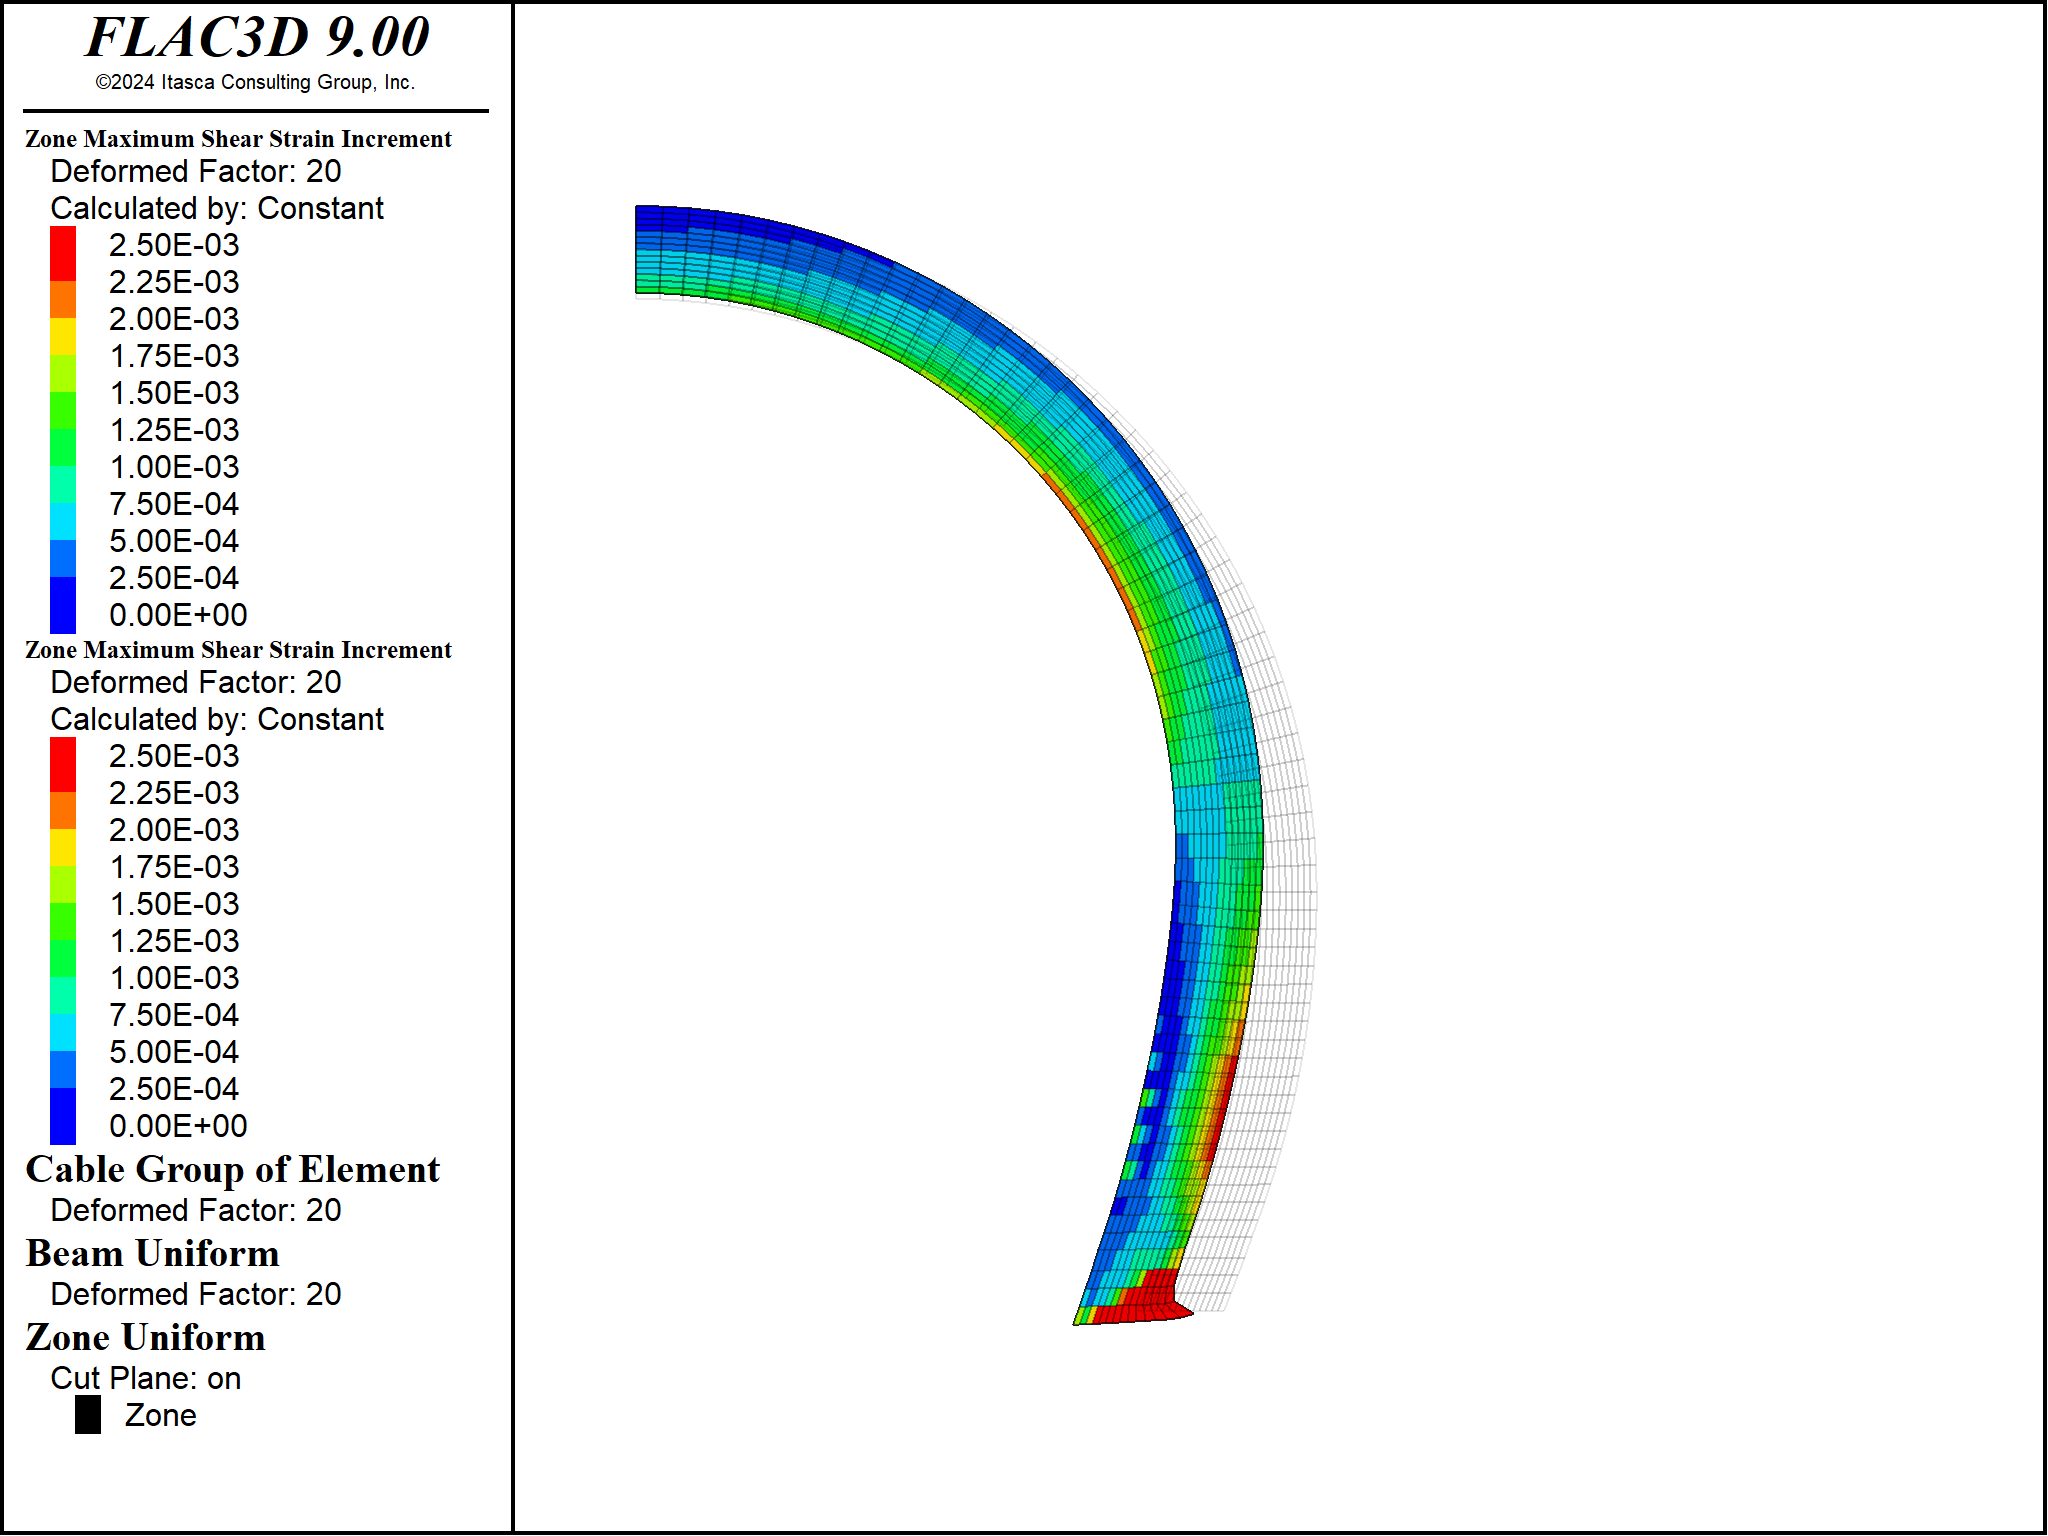 FLAC3D 9.00
©2024 Itasca Consulting Group, Inc.
Zone Maximum Shear Strain Increment
Deformed Factor: 20
Calculated by: Constant
2.50E-03
2.25E-03
2.00E-03
1.75E-03
1.50E-03
1.25E-03
1.00E-03
7.50E-04
5.00E-04
2.50E-04
0.00E+00
Zone Maximum Shear Strain Increment
Deformed Factor: 20
Calculated by: Constant
2.50E-03
2.25E-03
2.00E-03
1.75E-03
1.50E-03
1.25E-03
1.00E-03
7.50E-04
5.00E-04
2.50E-04
0.00E+00
Cable Group of Element
Deformed Factor: 20
Beam Uniform
Deformed Factor: 20
Zone Uniform
Cut Plane: on
Zone